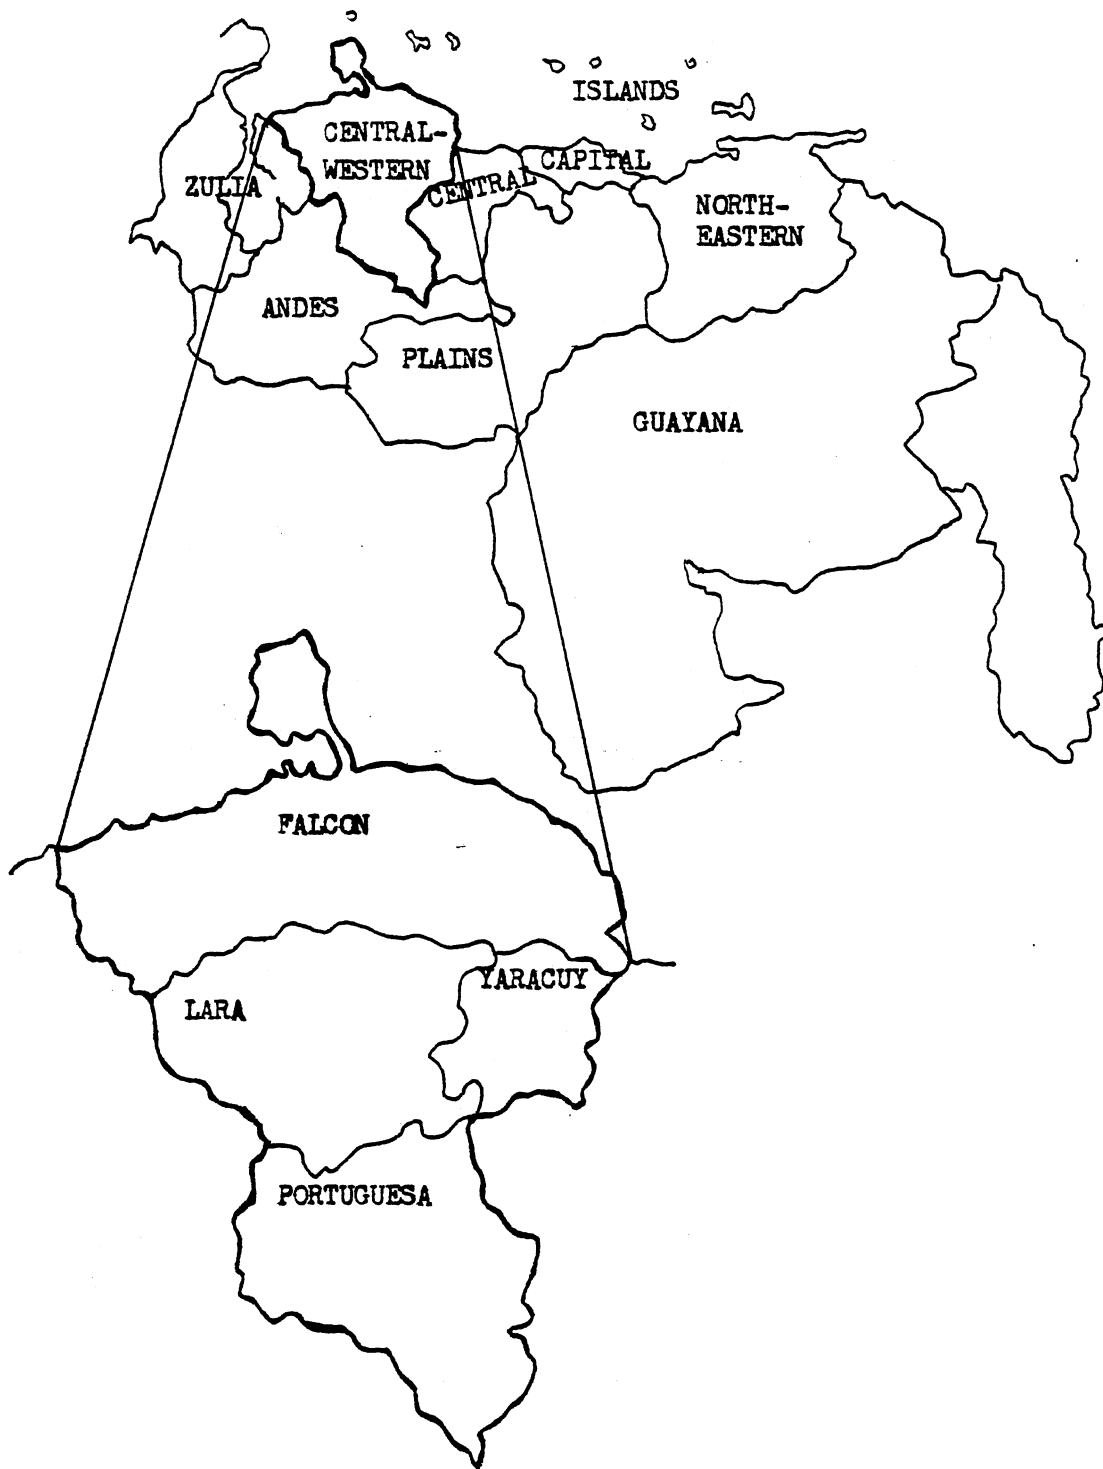 ISLANDS
CENTRAL-
WESTERN
CAPITAL
ZULIA
CENTRAL
NORTH-
EASTERN
ANDES
PLAINS
GUAYANA
FALCON
YARACUY
LARA
PORTUGUESA